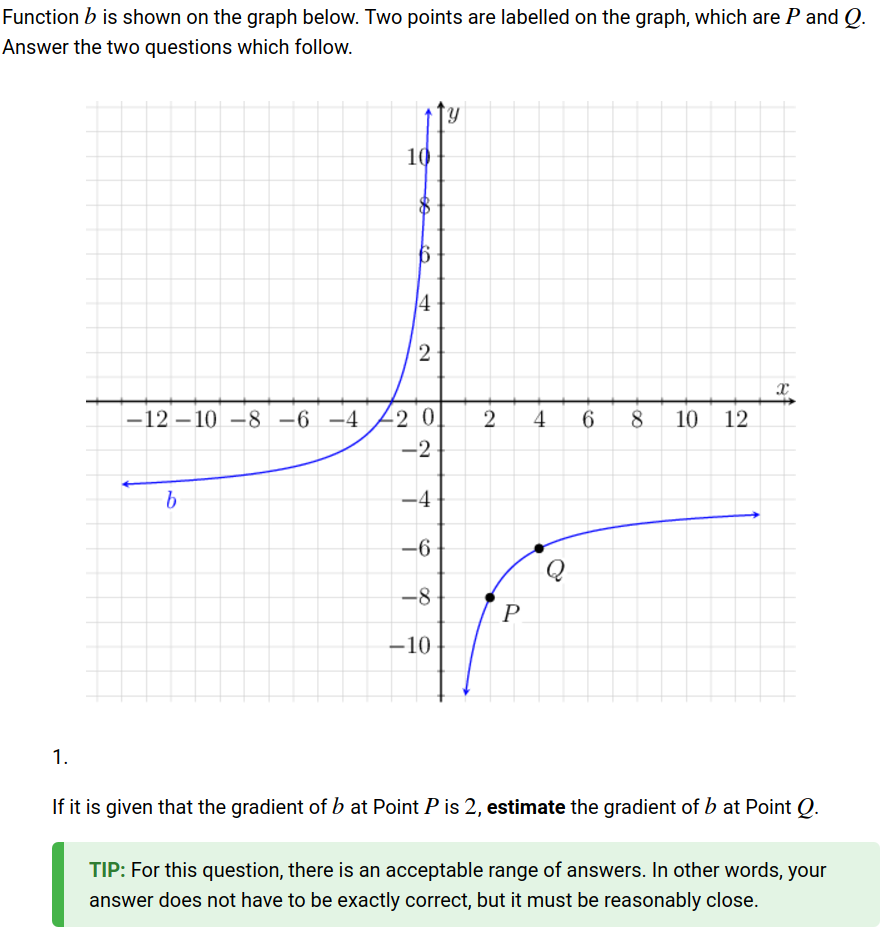 Function b is shown on the graph below. Two points are labelled on the graph, which are P and Q.
Answer the two questions which follow.
y
10
8
6
4
2
x
−12 −10 −8 −6 −4 −2 0 2 4 6 8 10 12
−2
b
−4
−6
Q
−8
P
−10
1.
If it is given that the gradient of b at Point P is 2, estimate the gradient of b at Point Q.
TIP: For this question, there is an acceptable range of answers. In other words, your
answer does not have to be exactly correct, but it must be reasonably close.